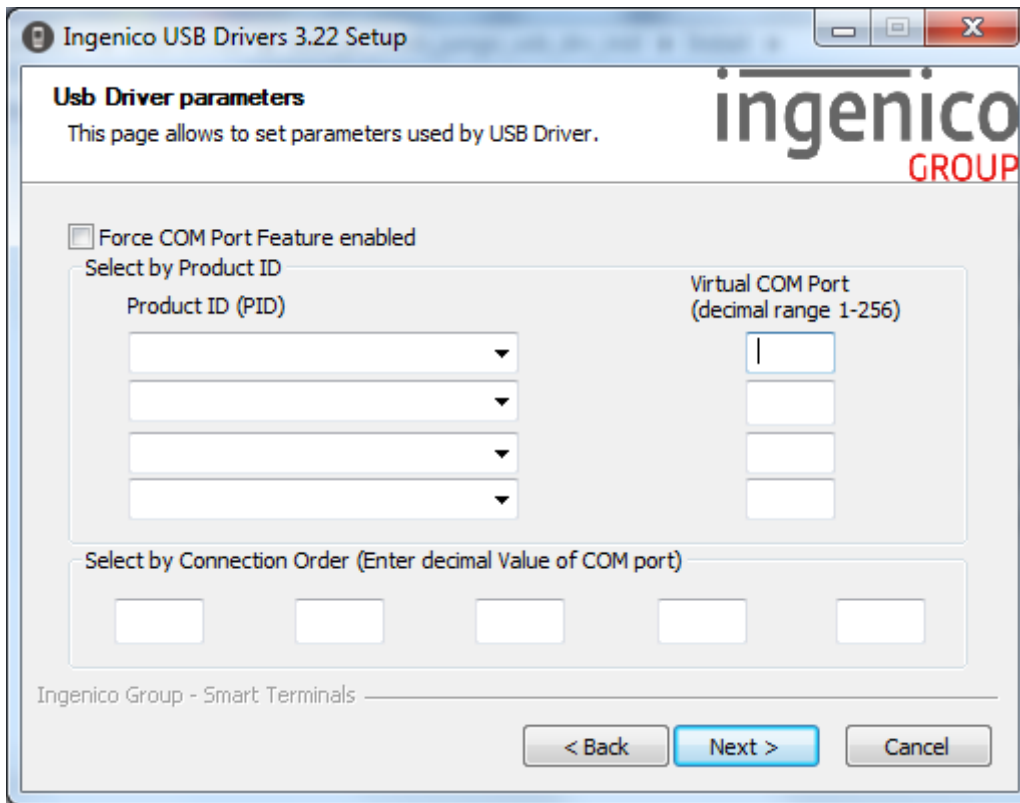 Ingenico USB Drivers 3.22 Setup
Usb Driver parameters
This page allows to set parameters used by USB Driver.
ingenico
GROUP
Force COM Port Feature enabled
Select by Product ID
Product ID (PID)
Virtual COM Port
(decimal range 1-256)
Select by Connection Order (Enter decimal Value of COM port)
Ingenico Group - Smart Terminals
< Back
Next >
Cancel